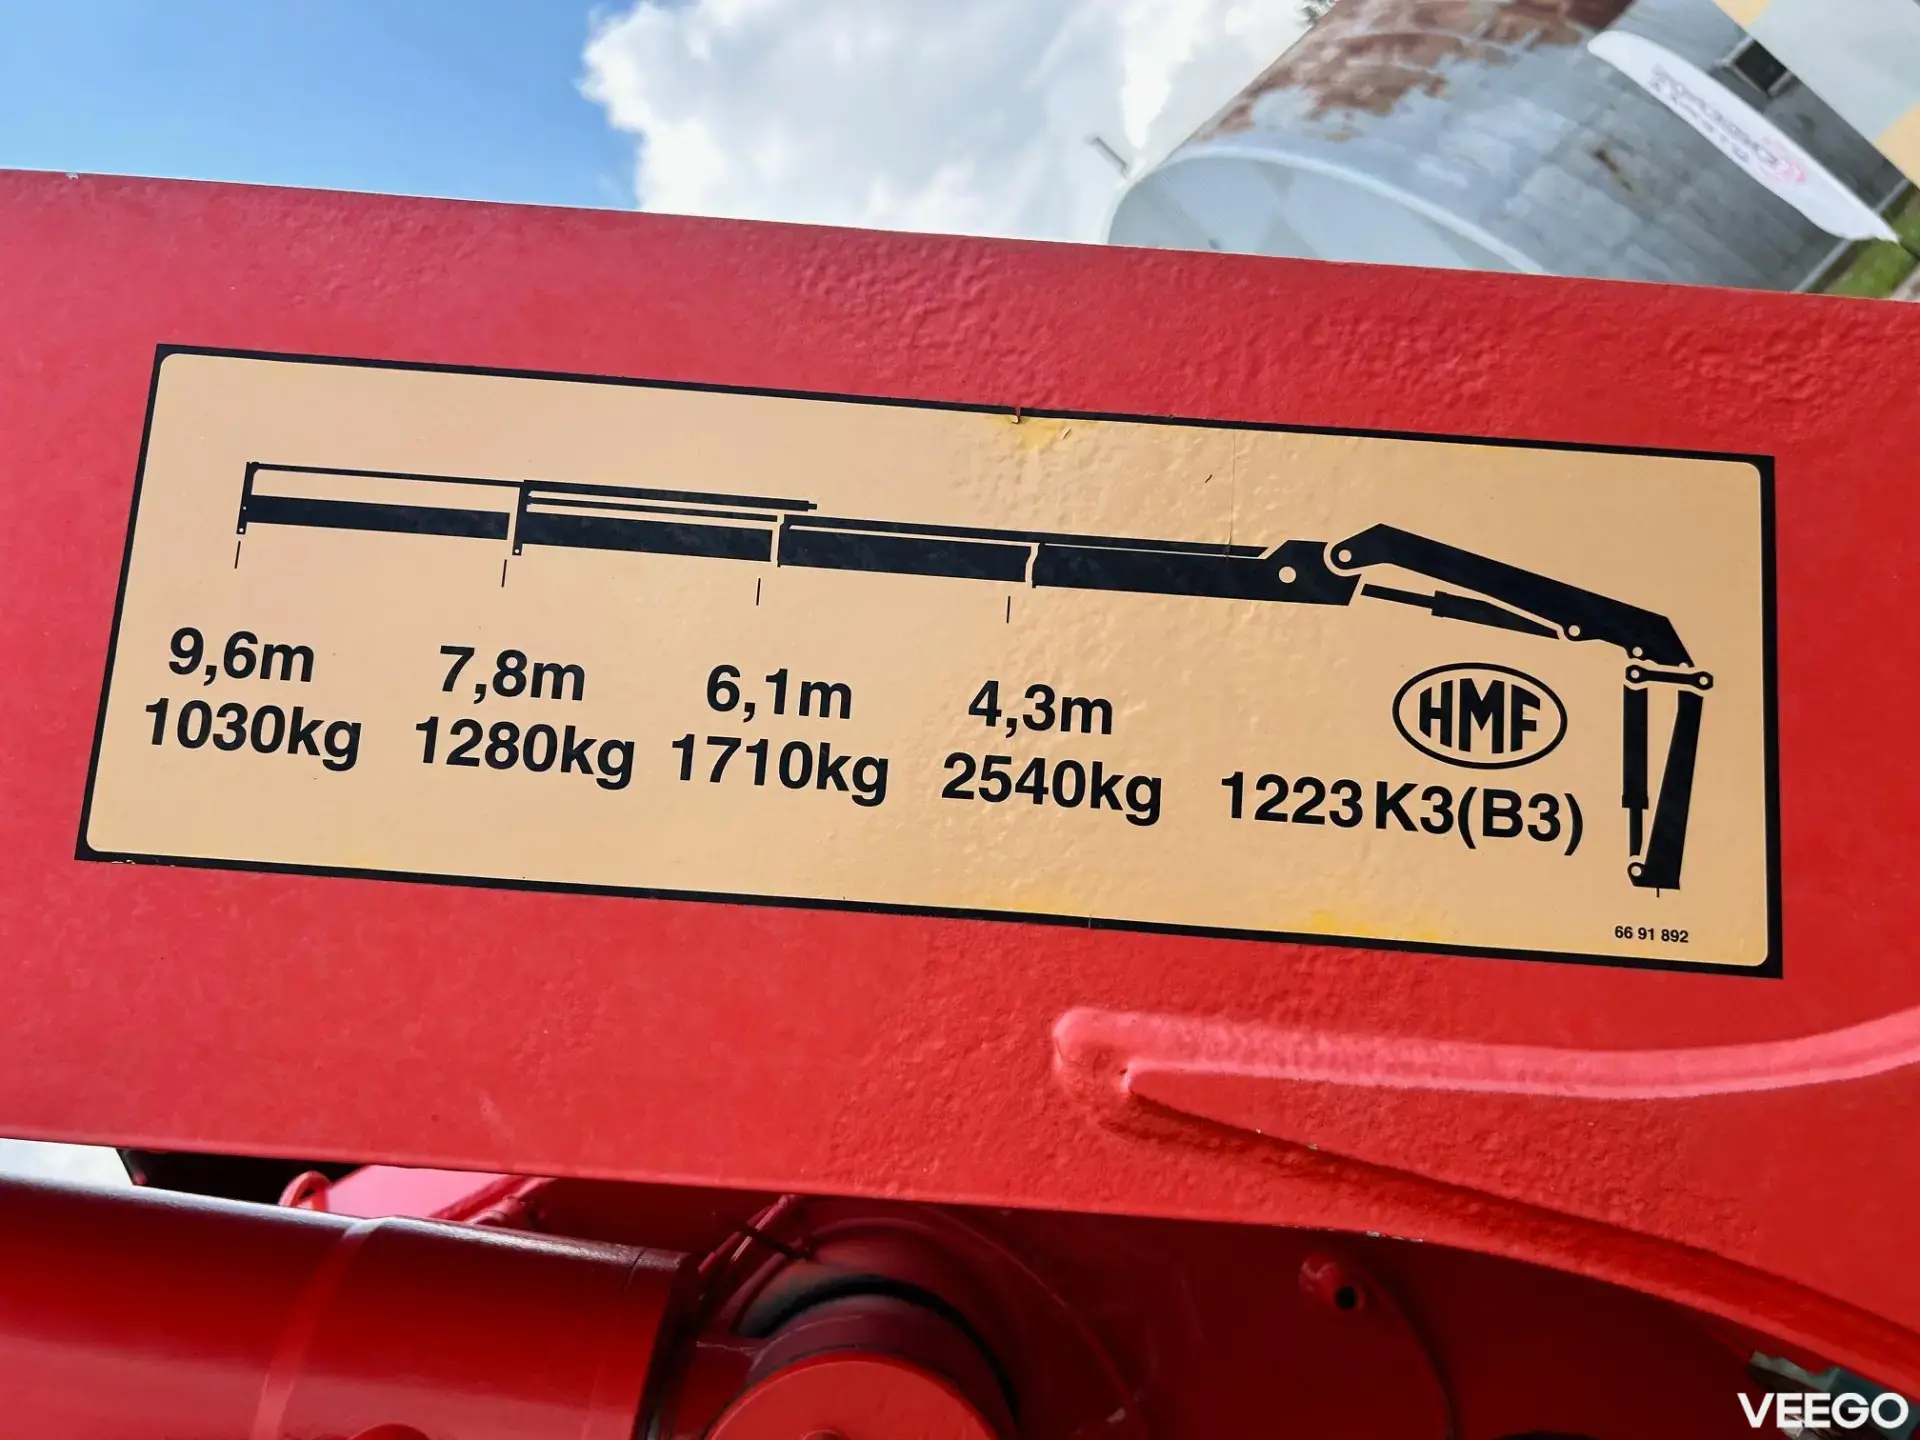 9,6m 7,8m 6,1m 4,3m
1030kg 1280kg 1710kg 2540kg
HMF
1223 K3(B3)
66 91 892
VEEGO